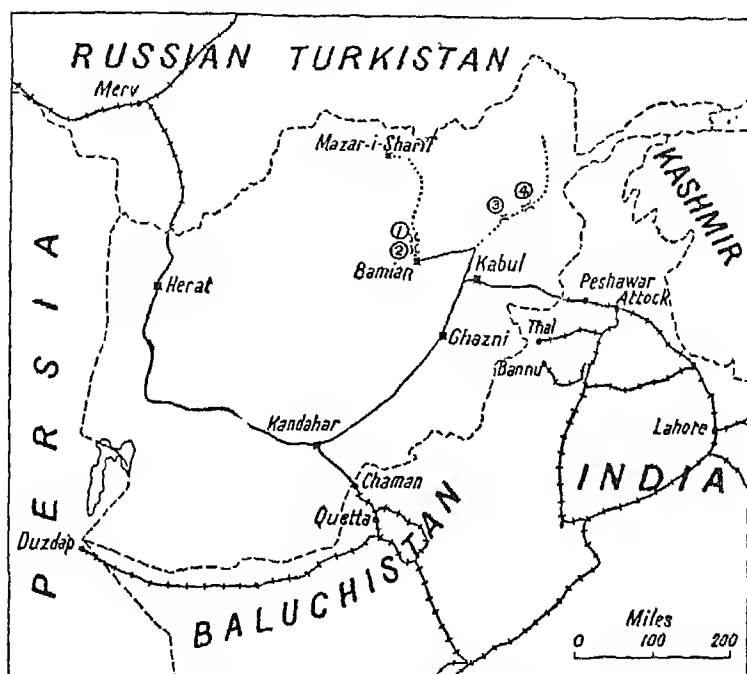 RUSSIAN TURKISTAN
Merv
Mazar-i-Sharif
KASHMIR
③ ④
①
②
Bamian
Kabul
Peshawar
Attock
PERSIA
Herat
Ghazni
Thal
Bannu
Kandahar
Lahore
INDIA
Chaman
Quetta
Duzdap
BALUCHISTAN
Miles
0 100 200